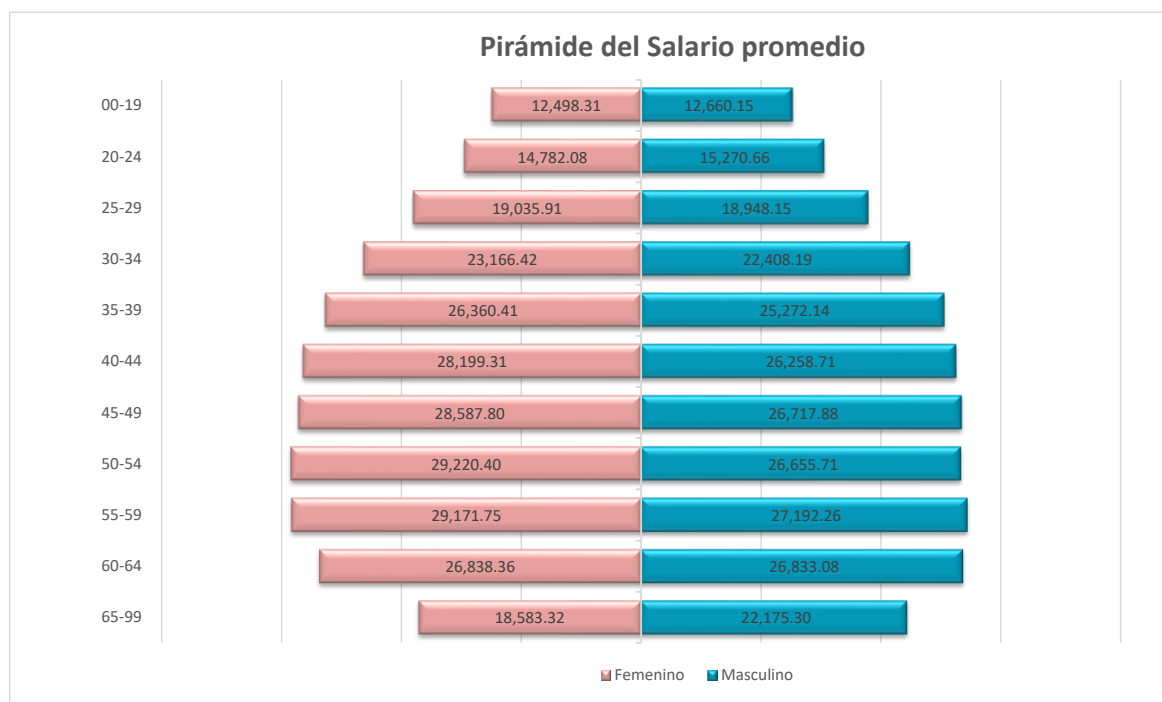 Pirámide del Salario promedio
00-19 12,498.31 12,660.15
20-24 14,782.08 15,270.66
25-29 19,035.91 18,948.15
30-34 23,166.42 22,408.19
35-39 26,360.41 25,272.14
40-44 28,199.31 26,258.71
45-49 28,587.80 26,717.88
50-54 29,220.40 26,655.71
55-59 29,171.75 27,192.26
60-64 26,838.36 26,833.08
65-99 18,583.32 22,175.30
Femenino Masculino